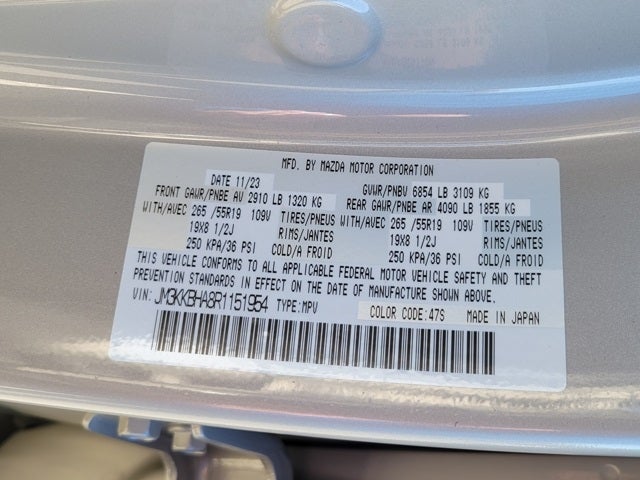 MFD. BY MAZDA MOTOR CORPORATION
DATE 11/23 GVWR/PNBV 6854 LB 3109 KG
FRONT GAWR/PNBE AV 2910 LB 1320 KG REAR GAWR/PNBE AR 4090 LB 1855 KG
WITH/AVEC 265 /55R19 109V TIRES/PNEUS WITH/AVEC 265 /55R19 109V TIRES/PNEUS
19X8 1/2J RIMS/JANTES 19X8 1/2J RIMS/JANTES
250 KPA/36 PSI COLD/A FROID 250 KPA/36 PSI COLD/A FROID
THIS VEHICLE CONFORMS TO ALL APPLICABLE FEDERAL MOTOR VEHICLE SAFETY AND THEFT
PREVENTION STANDARDS IN EFFECT ON THE DATE OF MANUFACTURE SHOWN ABOVE.
VIN: JM3KKBHA8R1151954 TYPE:MPV COLOR CODE:47S MADE IN JAPAN